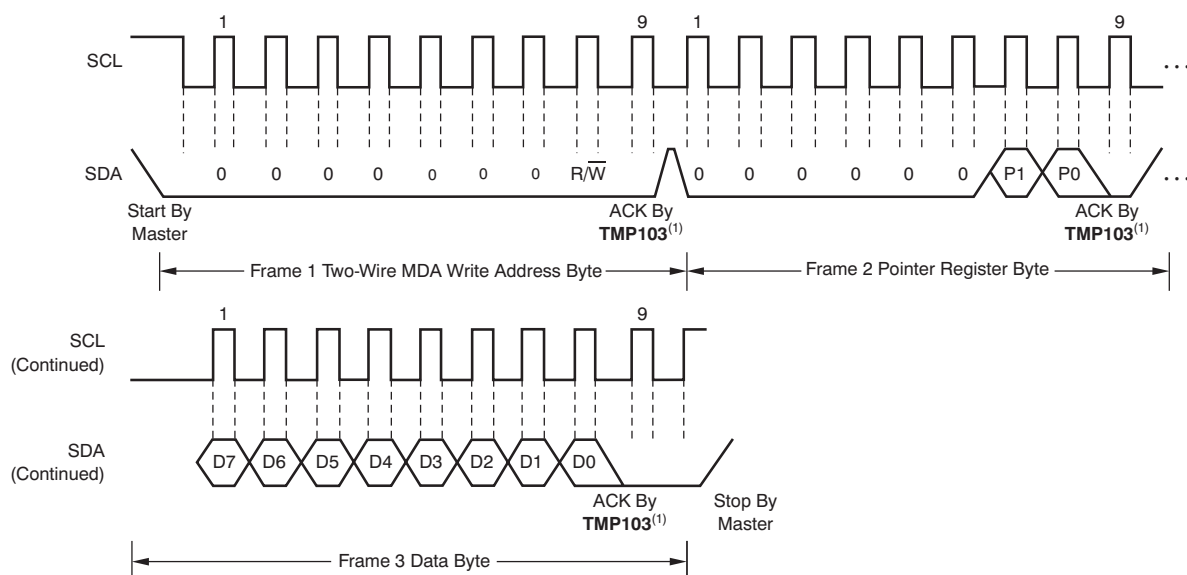 1 9 1 9
SCL ...
SDA 0 0 0 0 0 0 0 R/W̅ 0 0 0 0 0 0 P1 P0 ...
Start By Master
ACK By TMP103(1)
ACK By TMP103(1)
Frame 1 Two-Wire MDA Write Address Byte
Frame 2 Pointer Register Byte
1 9
SCL (Continued)
SDA (Continued)
D7 D6 D5 D4 D3 D2 D1 D0
ACK By TMP103(1)
Stop By Master
Frame 3 Data Byte